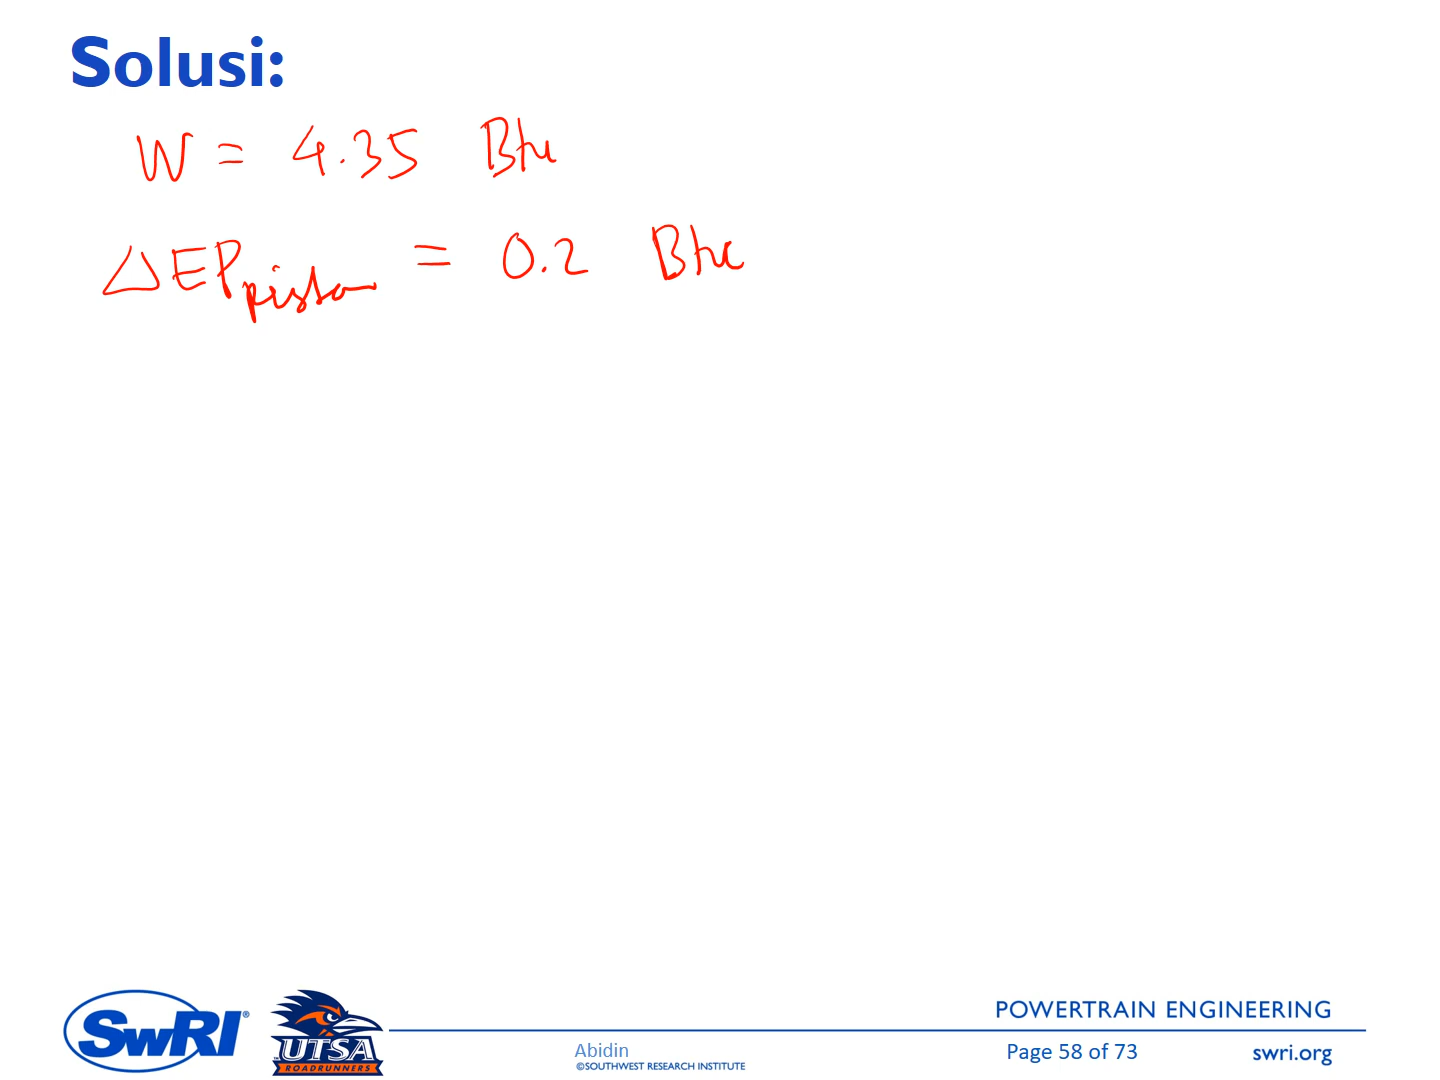 Solusi:
W = 4.35 Btu
ΔEPpiston = 0.2 Btu
SwRI®
UTSA
ROADRUNNERS
Abidin
©SOUTHWEST RESEARCH INSTITUTE
POWERTRAIN ENGINEERING
Page 58 of 73
swri.org